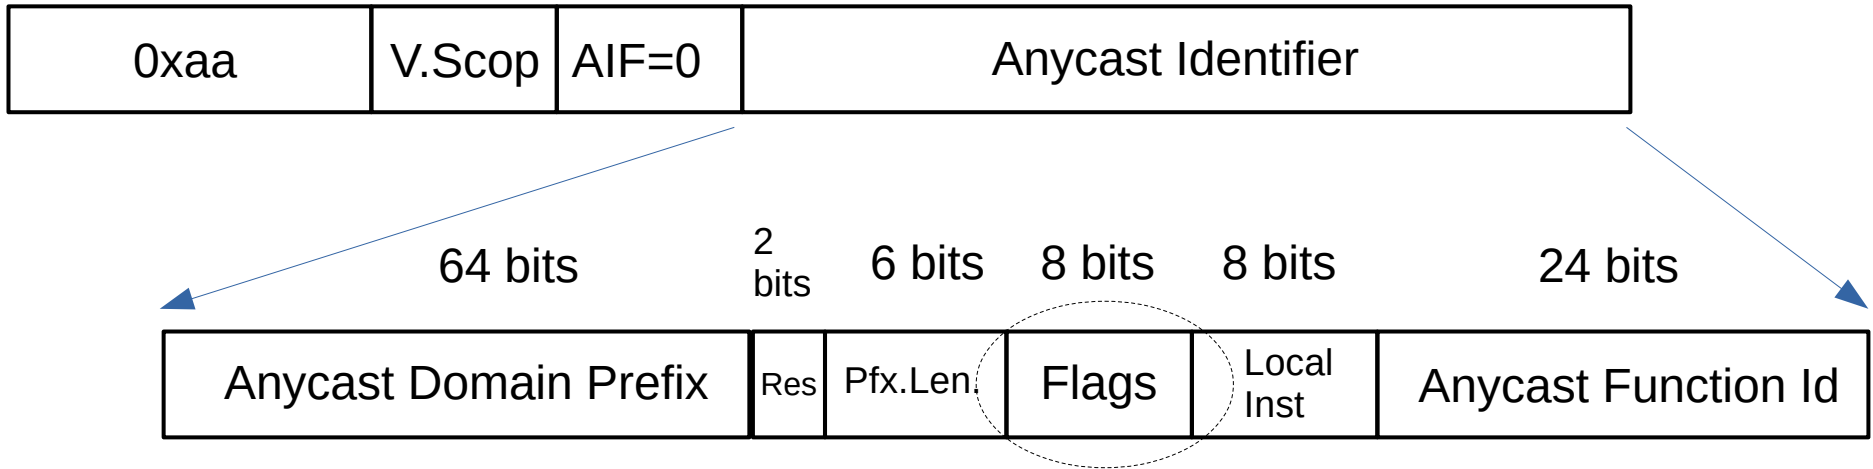 0xaa
V.Scop
AIF=0
Anycast Identifier
64 bits
2
bits
6 bits
8 bits
8 bits
24 bits
Anycast Domain Prefix
Res
Pfx.Len.
Flags
Local
Inst
Anycast Function Id